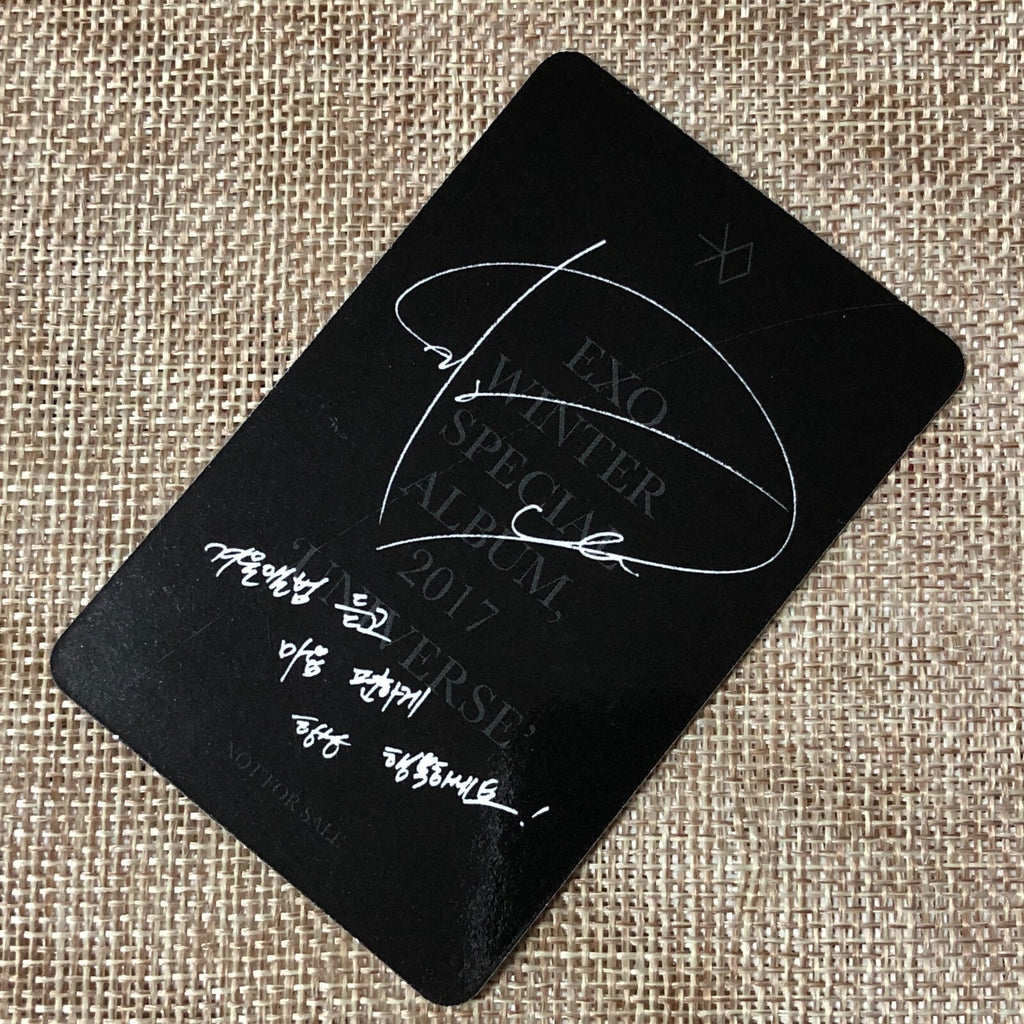 EXO
WINTER
SPECIAL
ALBUM,
2017
'UNIVERSE'
겨울앨범 듣고
마음 편하게
항상 행복하세요!
NOT FOR SALE